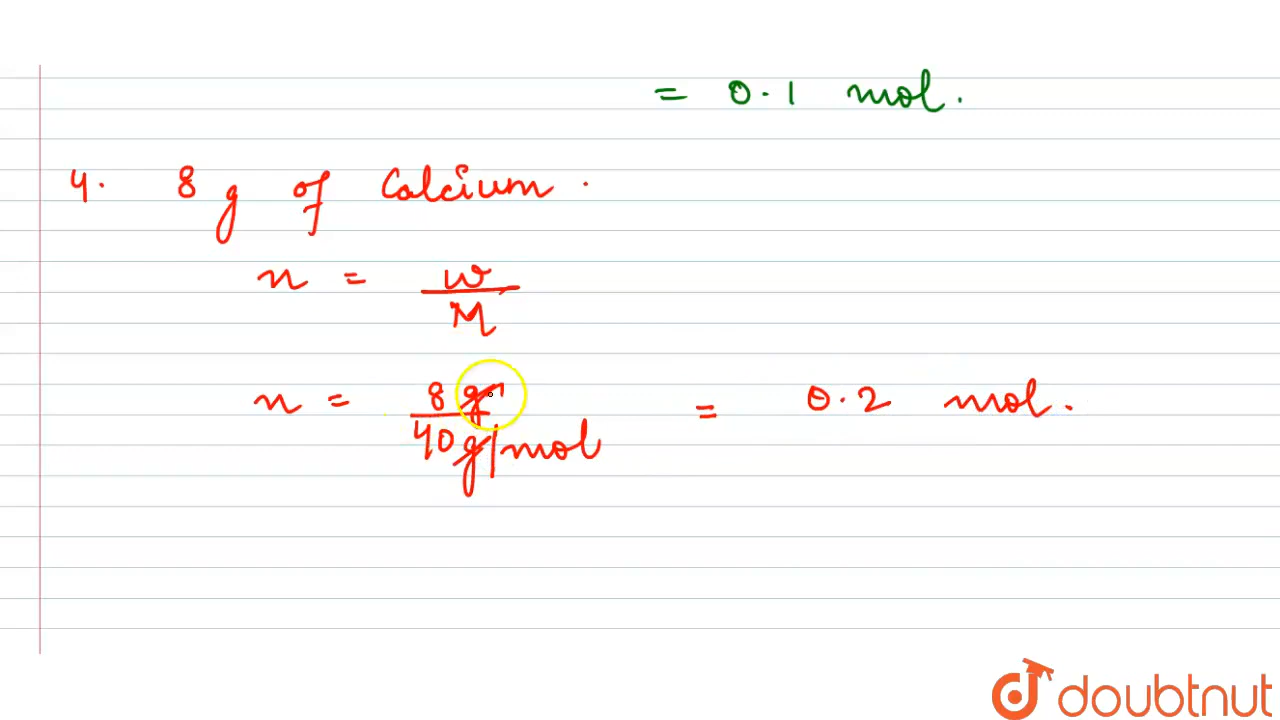 = 0.1 mol.
4. 8 g of Calcium.
n = w/M
n = 8 g/40 g/mol = 0.2 mol.
doubtnut